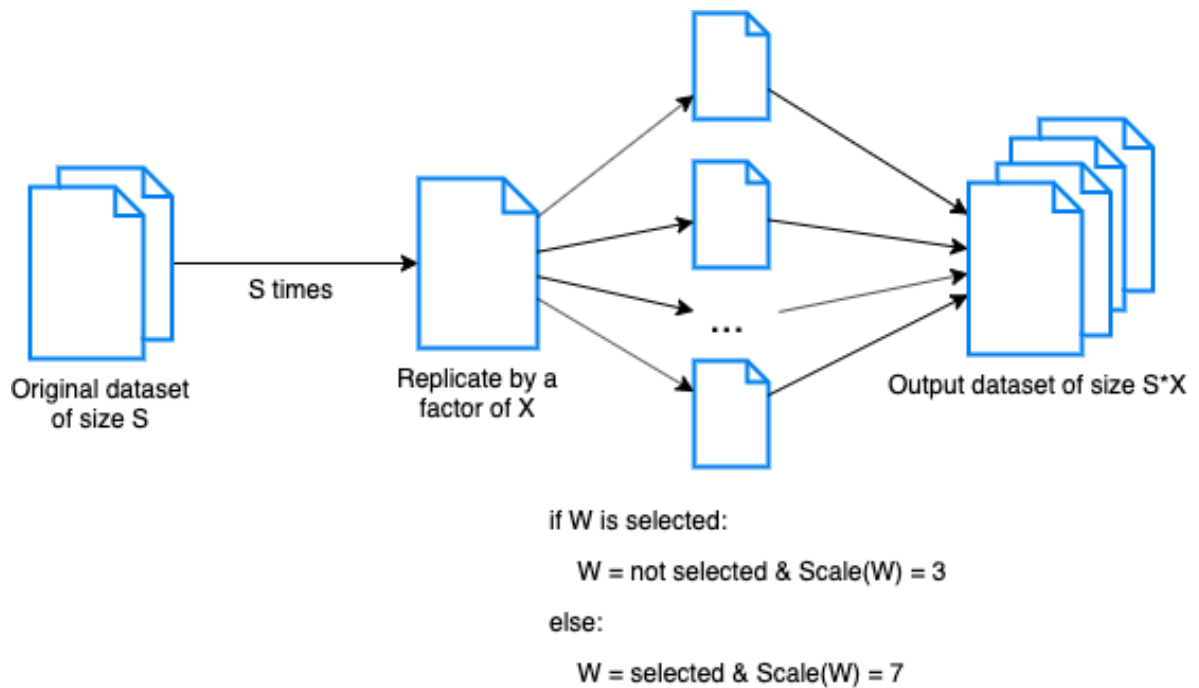 S times
Original dataset
of size S
Replicate by a
factor of X
...
Output dataset of size S*X
if W is selected:
W = not selected & Scale(W) = 3
else:
W = selected & Scale(W) = 7